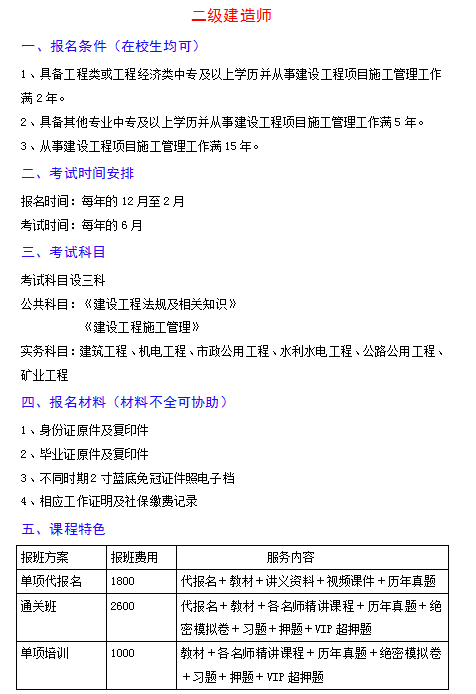 二级建造师
一、报名条件（在校生均可）
1、具备工程类或工程经济类中专及以上学历并从事建设工程项目施工管理工作
满2年。
2、具备其他专业中专及以上学历并从事建设工程项目施工管理工作满5年。
3、从事建设工程项目施工管理工作满15年。
二、考试时间安排
报名时间：每年的12月至2月
考试时间：每年的6月
三、考试科目
考试科目设三科
公共科目：《建设工程法规及相关知识》
《建设工程施工管理》
实务科目：建筑工程、机电工程、市政公用工程、水利水电工程、公路公用工程、
矿业工程
四、报名材料（材料不全可协助）
1、身份证原件及复印件
2、毕业证原件及复印件
3、不同时期2寸蓝底免冠证件照电子档
4、相应工作证明及社保缴费记录
五、课程特色
报班方案 报班费用 服务内容
单项代报名 1800 代报名＋教材＋讲义资料＋视频课件＋历年真题
通关班 2600 代报名＋教材＋各名师精讲课程＋历年真题＋绝
密模拟卷＋习题＋押题＋VIP超押题
单项培训 1000 教材＋各名师精讲课程＋历年真题＋绝密模拟卷
＋习题＋押题＋VIP超押题